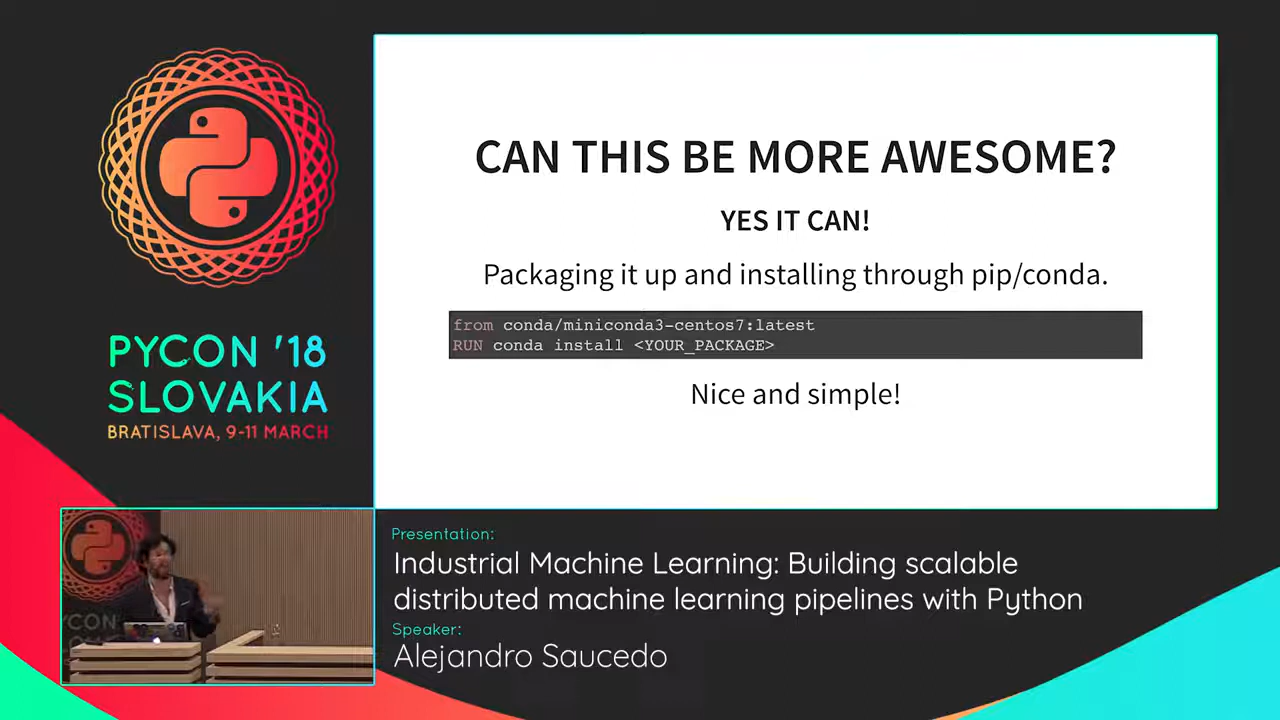 CAN THIS BE MORE AWESOME?
YES IT CAN!
Packaging it up and installing through pip/conda.
from conda/miniconda3-centos7:latest
RUN conda install <YOUR_PACKAGE>
Nice and simple!
PYCON '18
SLOVAKIA
BRATISLAVA, 9-11 MARCH
Presentation:
Industrial Machine Learning: Building scalable
distributed machine learning pipelines with Python
Speaker:
Alejandro Saucedo